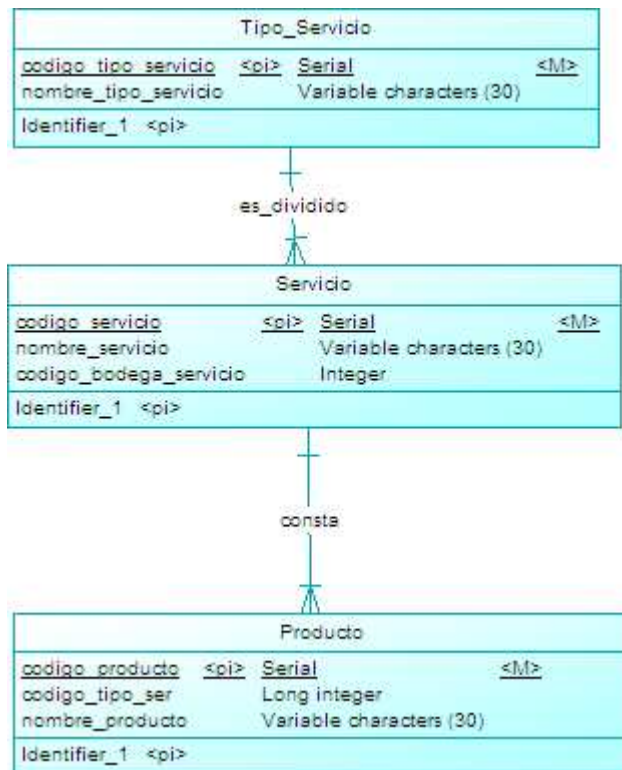 Tipo_Servicio
codigo_tipo_servicio <pi> Serial <M>
nombre_tipo_servicio Variable characters (30)
Identifier_1 <pi>
es_dividido
Servicio
codigo_servicio <pi> Serial <M>
nombre_servicio Variable characters (30)
codigo_bodega_servicio Integer
Identifier_1 <pi>
consta
Producto
codigo_producto <pi> Serial <M>
codigo_tipo_ser Long integer
nombre_producto Variable characters (30)
Identifier_1 <pi>